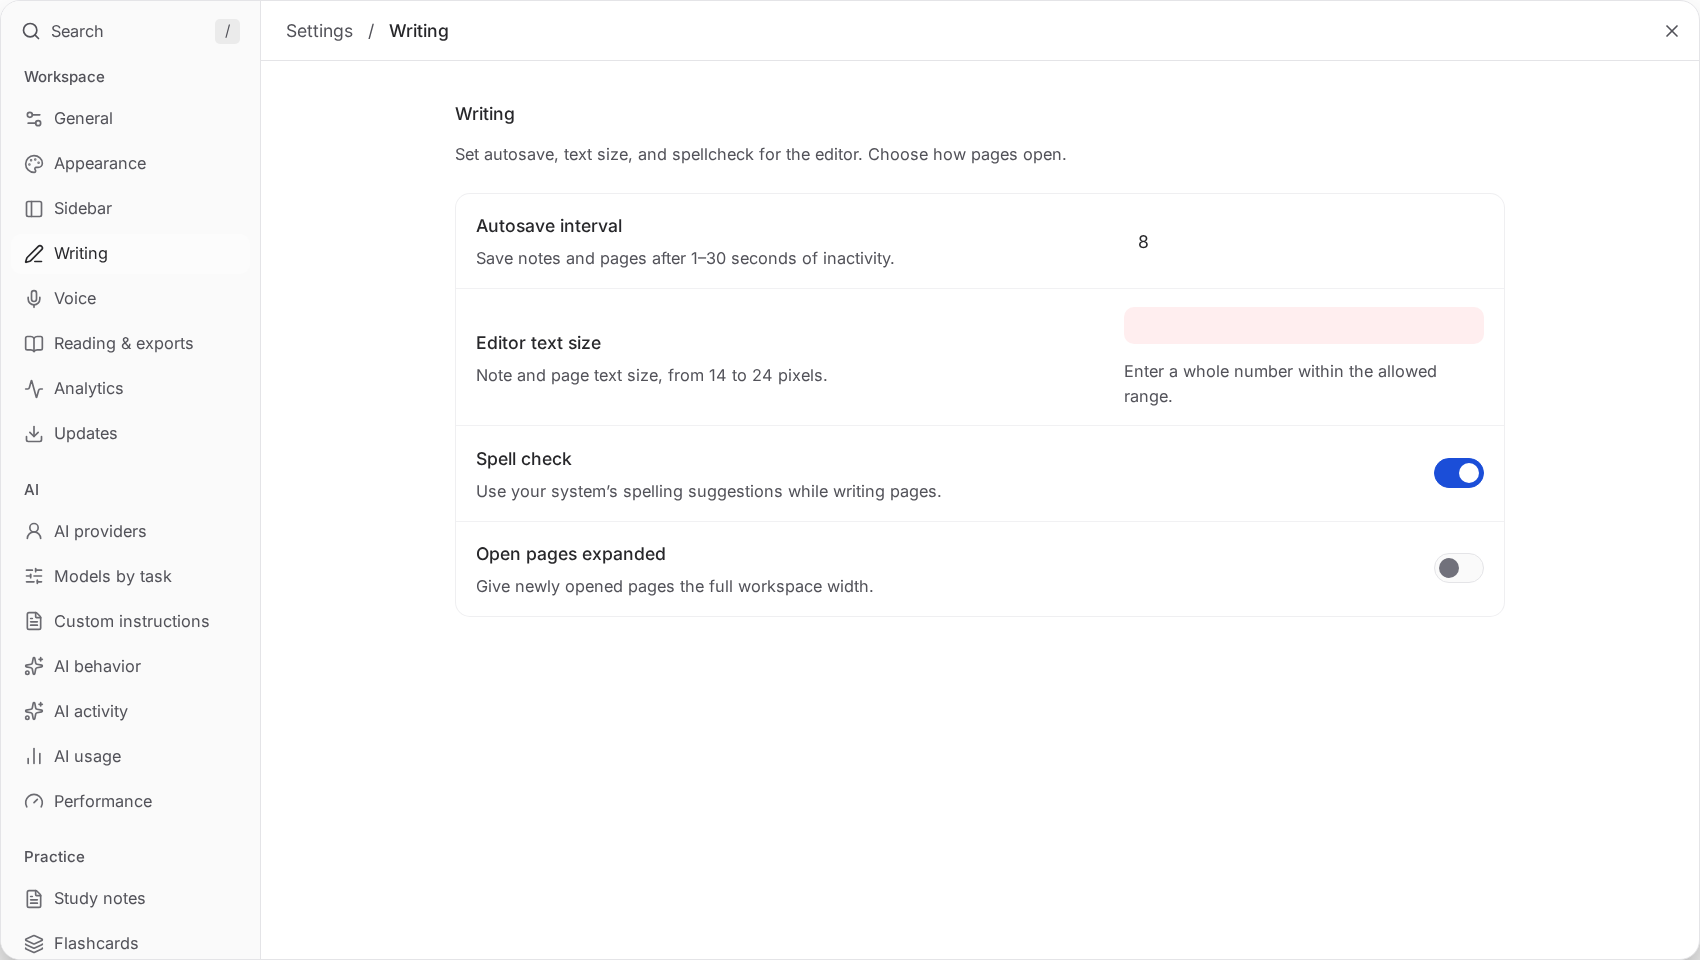 Search /
Workspace
General
Appearance
Sidebar
Writing
Voice
Reading & exports
Analytics
Updates
AI
AI providers
Models by task
Custom instructions
AI behavior
AI activity
AI usage
Performance
Practice
Study notes
Flashcards
Settings / Writing
Writing
Set autosave, text size, and spellcheck for the editor. Choose how pages open.
Autosave interval
Save notes and pages after 1–30 seconds of inactivity.
8
Editor text size
Note and page text size, from 14 to 24 pixels.
Enter a whole number within the allowed
range.
Spell check
Use your system’s spelling suggestions while writing pages.
Open pages expanded
Give newly opened pages the full workspace width.